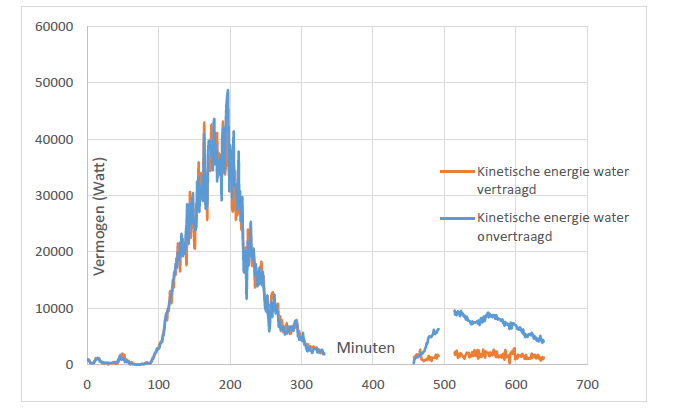 60000
50000
40000
30000
20000
10000
0
Vermogen (Watt)
Kinetische energie water
vertraagd
Kinetische energie water
onvertraagd
Minuten
0 100 200 300 400 500 600 700